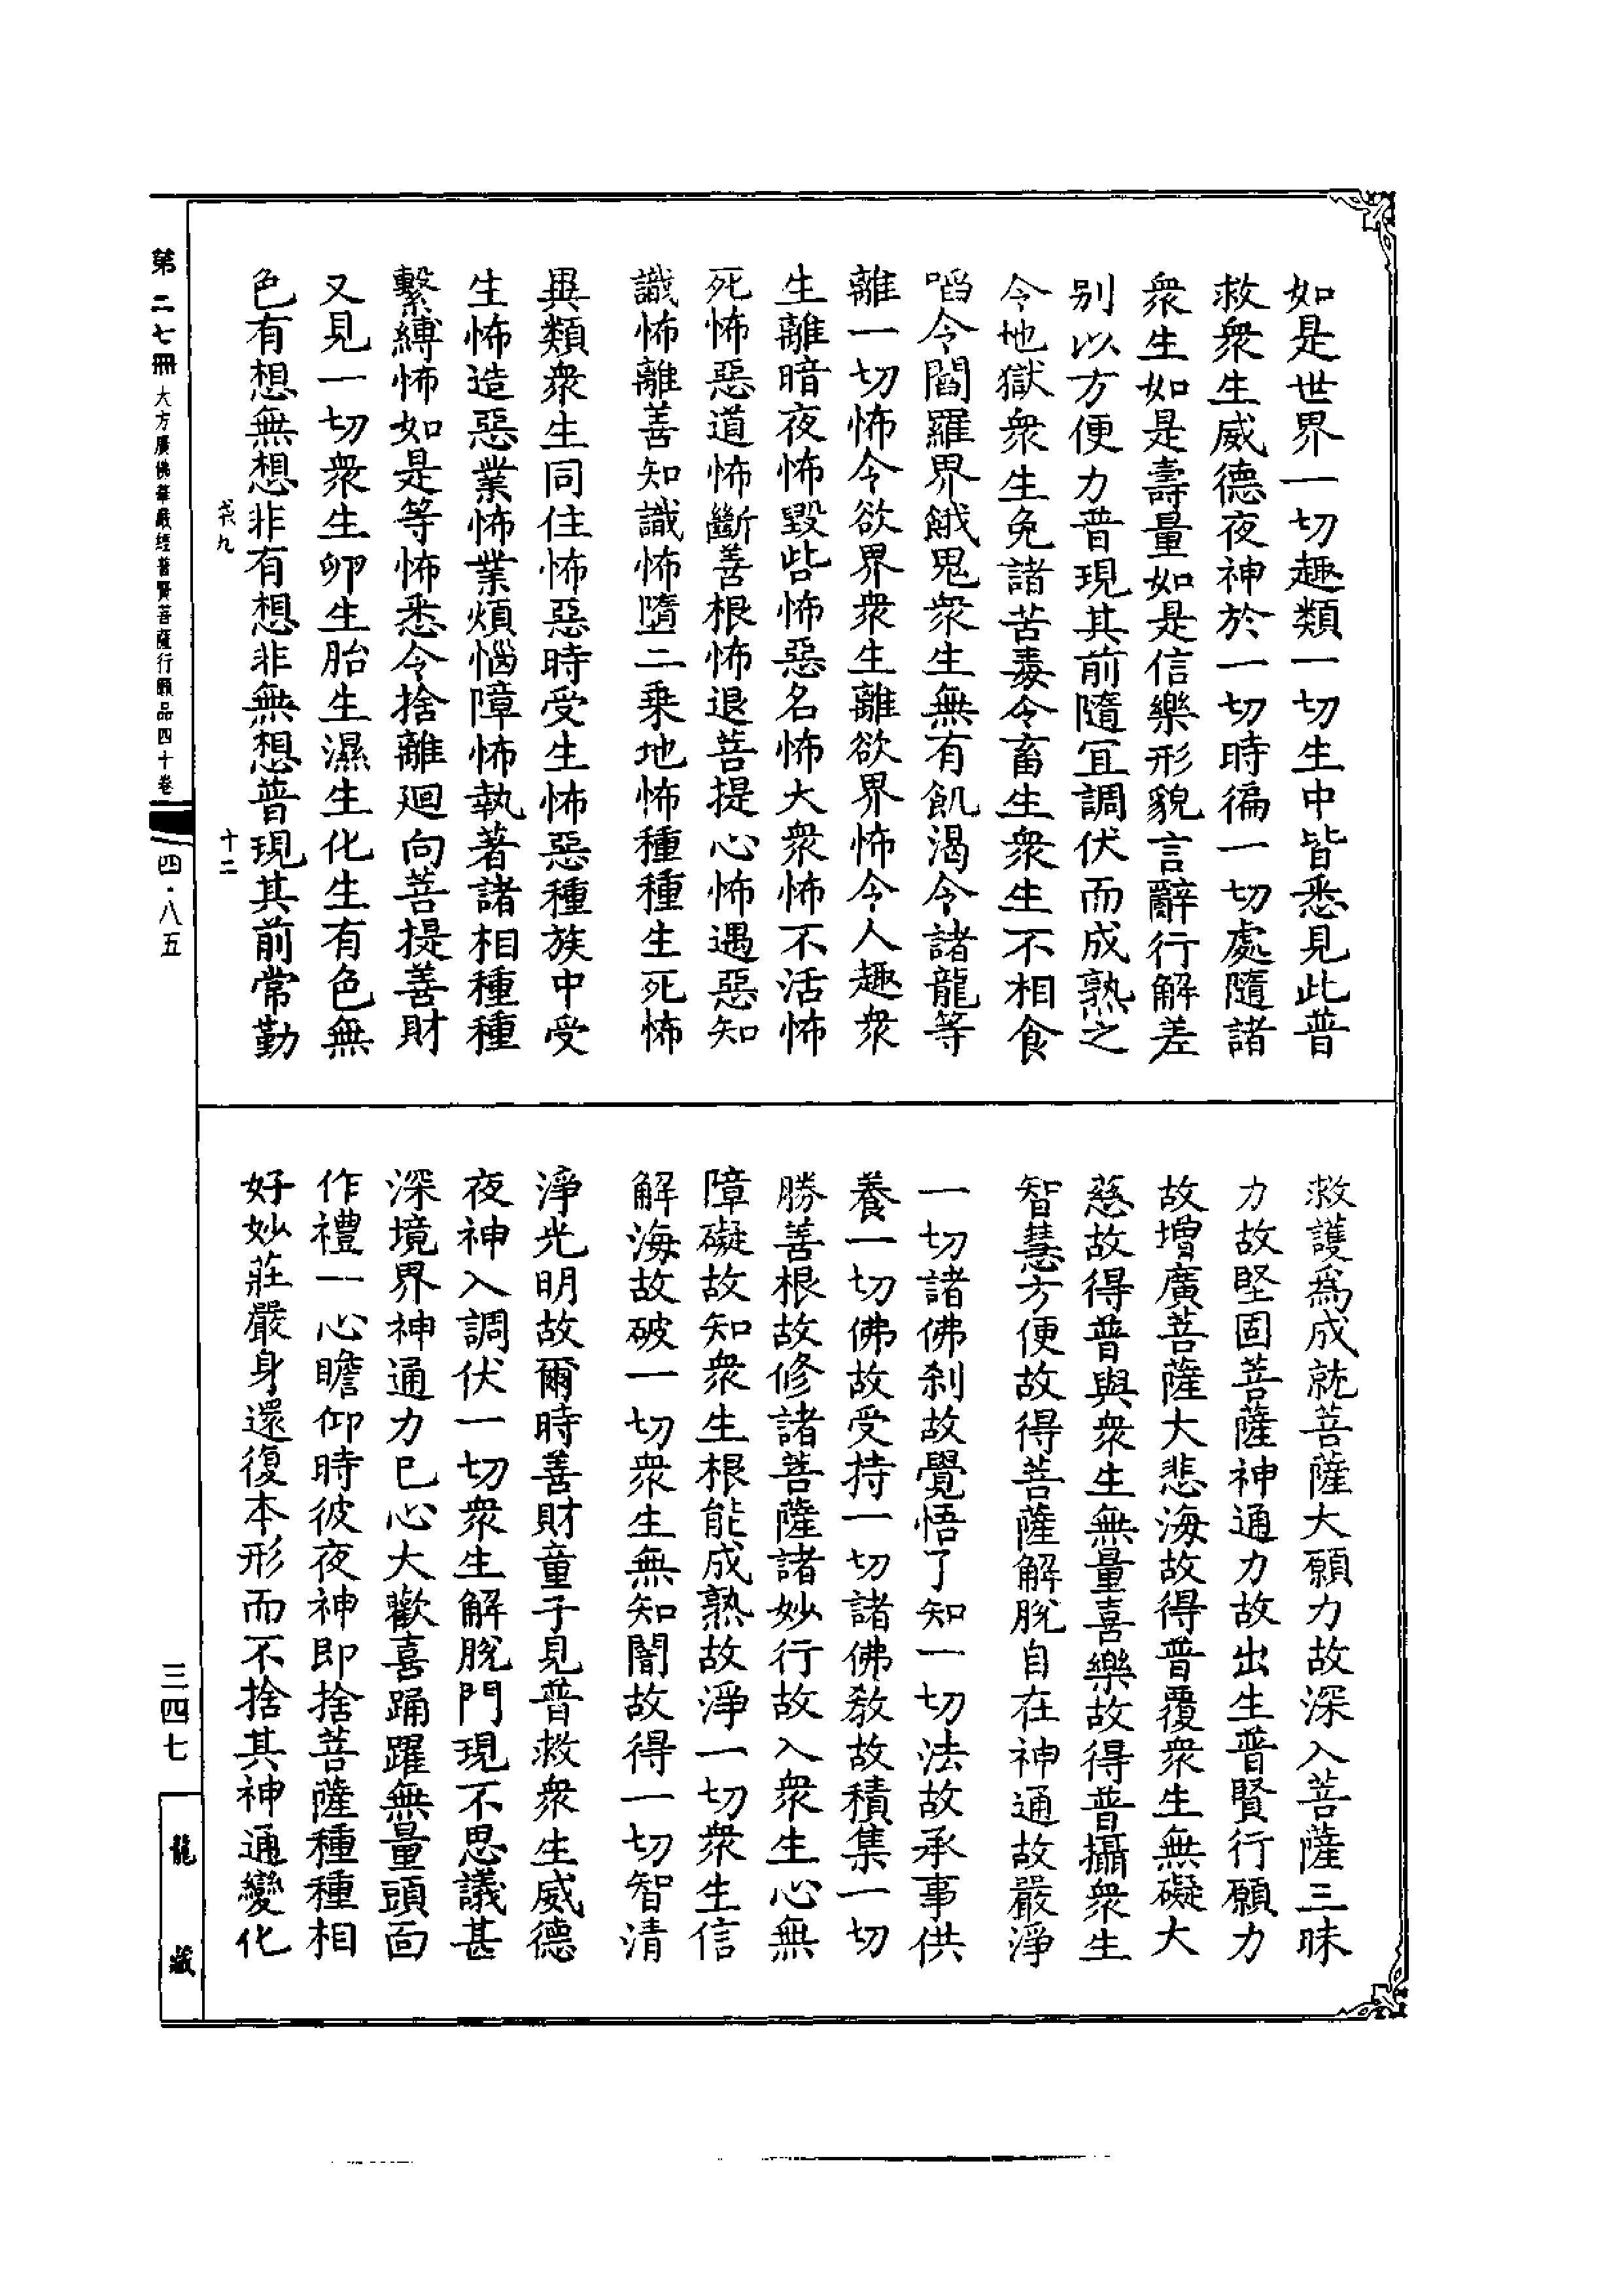 如是世界一切趣類一切生中皆悉見此普
救衆生威德夜神於一切時徧一切處隨諸
衆生如是壽量如是信樂形貌言辭行解差
别以方便力普現其前隨宜調伏而成熟之
令地獄衆生免諸苦毒令畜生衆生不相食
噉令閻羅界餓鬼衆生無有飢渴令諸龍等
離一切怖令欲界衆生離欲界怖令人趣衆
生離暗夜怖毀呰怖惡名怖大衆怖不活怖
死怖惡道怖斷善根怖退菩提心怖遇惡知
識怖離善知識怖墮二乘地怖種種生死怖
異類衆生同住怖惡時受生怖惡種族中受
生怖造惡業怖業煩惱障怖執著諸相種種
繫縛怖如是等怖悉令捨離廻向菩提善財
又見一切衆生卵生胎生濕生化生有色無
色有想無想非有想非無想普現其前常勤
救護為成就菩薩大願力故深入菩薩三昧
力故堅固菩薩神通力故出生普賢行願力
故增廣菩薩大悲海故得普覆衆生無礙大
慈故得普與衆生無量喜樂故得普攝衆生
智慧方便故得菩薩解脫自在神通故嚴淨
一切諸佛刹故覺悟了知一切法故承事供
養一切佛故受持一切諸佛教故積集一切
勝善根故修諸菩薩諸妙行故入衆生心無
障礙故知衆生根能成熟故淨一切衆生信
解海故破一切衆生無知闇故得一切智清
淨光明故爾時善財童子見普救衆生威德
夜神入調伏一切衆生解脫門現不思議甚
深境界神通力已心大歡喜踊躍無量頭面
作禮一心瞻仰時彼夜神即捨菩薩種種相
好妙莊嚴身還復本形而不捨其神通變化
九 十二
第二七冊 大方廣佛華嚴經普賢菩薩行願品四十卷 四·八五 三四七
龍藏